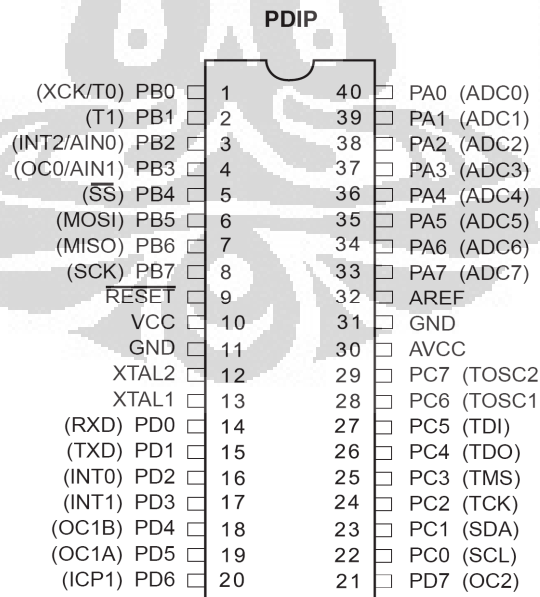 PDIP
(XCK/T0) PB0 1 40 PA0 (ADC0)
(T1) PB1 2 39 PA1 (ADC1)
(INT2/AIN0) PB2 3 38 PA2 (ADC2)
(OC0/AIN1) PB3 4 37 PA3 (ADC3)
(SS) PB4 5 36 PA4 (ADC4)
(MOSI) PB5 6 35 PA5 (ADC5)
(MISO) PB6 7 34 PA6 (ADC6)
(SCK) PB7 8 33 PA7 (ADC7)
RESET 9 32 AREF
VCC 10 31 GND
GND 11 30 AVCC
XTAL2 12 29 PC7 (TOSC2
XTAL1 13 28 PC6 (TOSC1
(RXD) PD0 14 27 PC5 (TDI)
(TXD) PD1 15 26 PC4 (TDO)
(INT0) PD2 16 25 PC3 (TMS)
(INT1) PD3 17 24 PC2 (TCK)
(OC1B) PD4 18 23 PC1 (SDA)
(OC1A) PD5 19 22 PC0 (SCL)
(ICP1) PD6 20 21 PD7 (OC2)